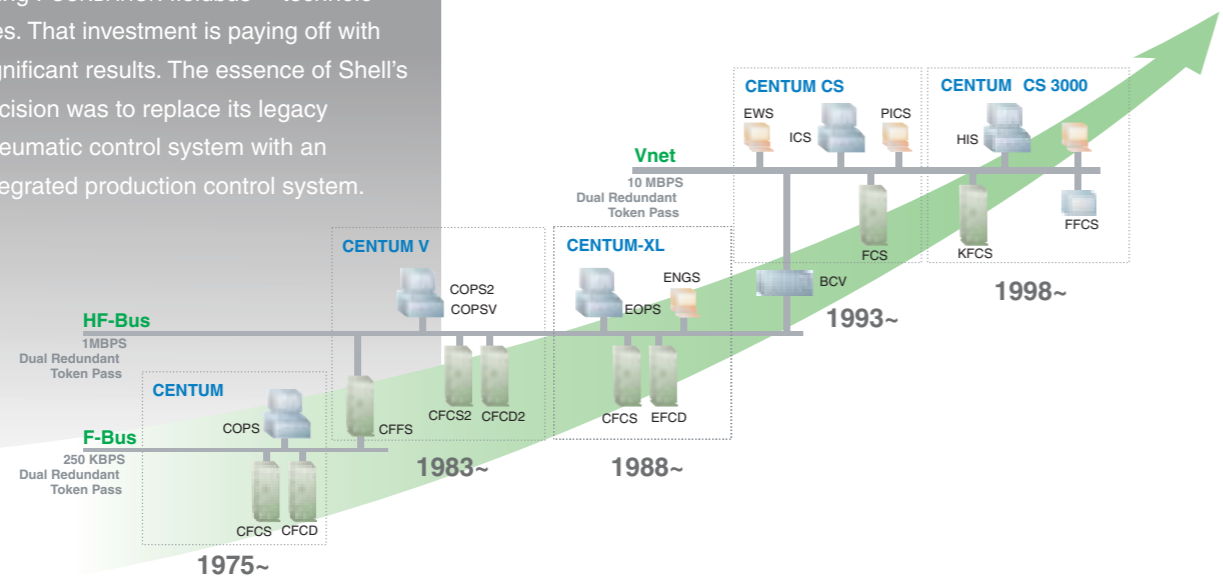 es. That investment is paying off with
gnificant results. The essence of Shell's
cision was to replace its legacy
eumatic control system with an
tegrated production control system.
CENTUM CS
CENTUM CS 3000
EWS
ICS
PICS
HIS
Vnet
10 MBPS
Dual Redundant
Token Pass
FCS
KFCS
FFCS
CENTUM V
CENTUM-XL
COPS2
COPSV
EOPS
ENGS
BCV
1993~
1998~
HF-Bus
1MBPS
Dual Redundant
Token Pass
CENTUM
COPS
CFFS
CFCS2
CFCD2
CFCS
EFCD
F-Bus
250 KBPS
Dual Redundant
Token Pass
1983~
1988~
CFCS
CFCD
1975~